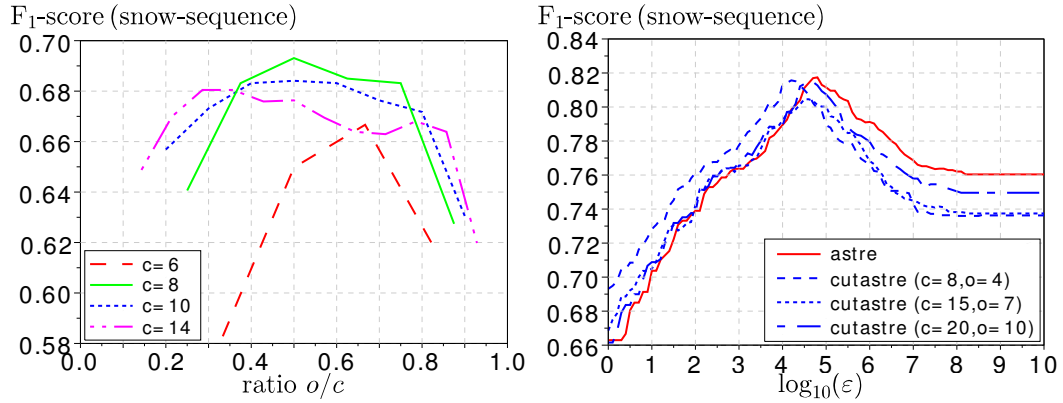 F₁-score (snow-sequence)
0.70
0.68
0.66
0.64
0.62
0.60
0.58
0.0 0.2 0.4 0.6 0.8 1.0
ratio o/c
c= 6
c= 8
c= 10
c= 14
F₁-score (snow-sequence)
0.84
0.82
0.80
0.78
0.76
0.74
0.72
0.70
0.68
0.66
0 1 2 3 4 5 6 7 8 9 10
log₁₀(ε)
astre
cutastre (c= 8,o= 4)
cutastre (c= 15,o= 7)
cutastre (c= 20,o= 10)